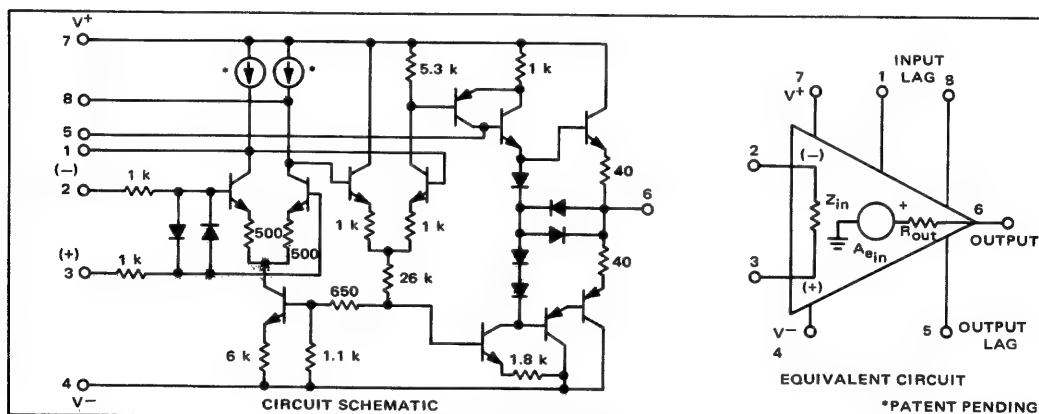 V+
7
*
*
8
5
1
(−)
2
1 k
(+)
3
1 k
500
500
5.3 k
1 k
1 k
1 k
26 k
650
6 k
1.1 k
1.8 k
40
40
6
4
V−
CIRCUIT SCHEMATIC
INPUT
LAG
7
V+
1
8
2
(−)
Zin
+
Aein
Rout
6
OUTPUT
3
(+)
V−
4
5
OUTPUT
LAG
EQUIVALENT CIRCUIT
*PATENT PENDING